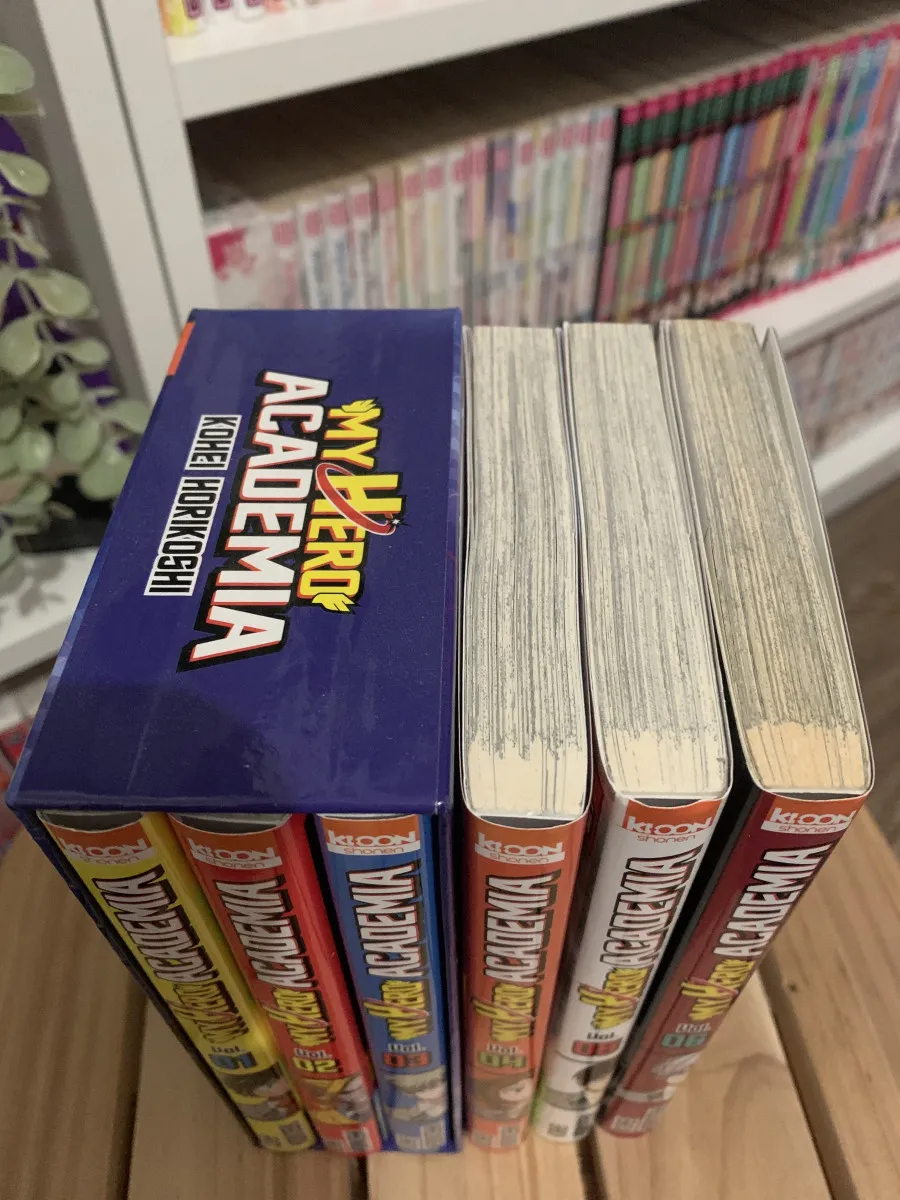 MY HERO
ACADEMIA
KOHEI HORIKOSHI
KI-OON
shonen
MY HERO ACADEMIA
Vol.
01
KI-OON
shonen
MY HERO ACADEMIA
Vol.
02
KI-OON
shonen
MY HERO ACADEMIA
Vol.
03
KI-OON
shonen
MY HERO ACADEMIA
Vol.
04
KI-OON
shonen
MY HERO ACADEMIA
Vol.
05
KI-OON
shonen
MY HERO ACADEMIA
Vol.
06